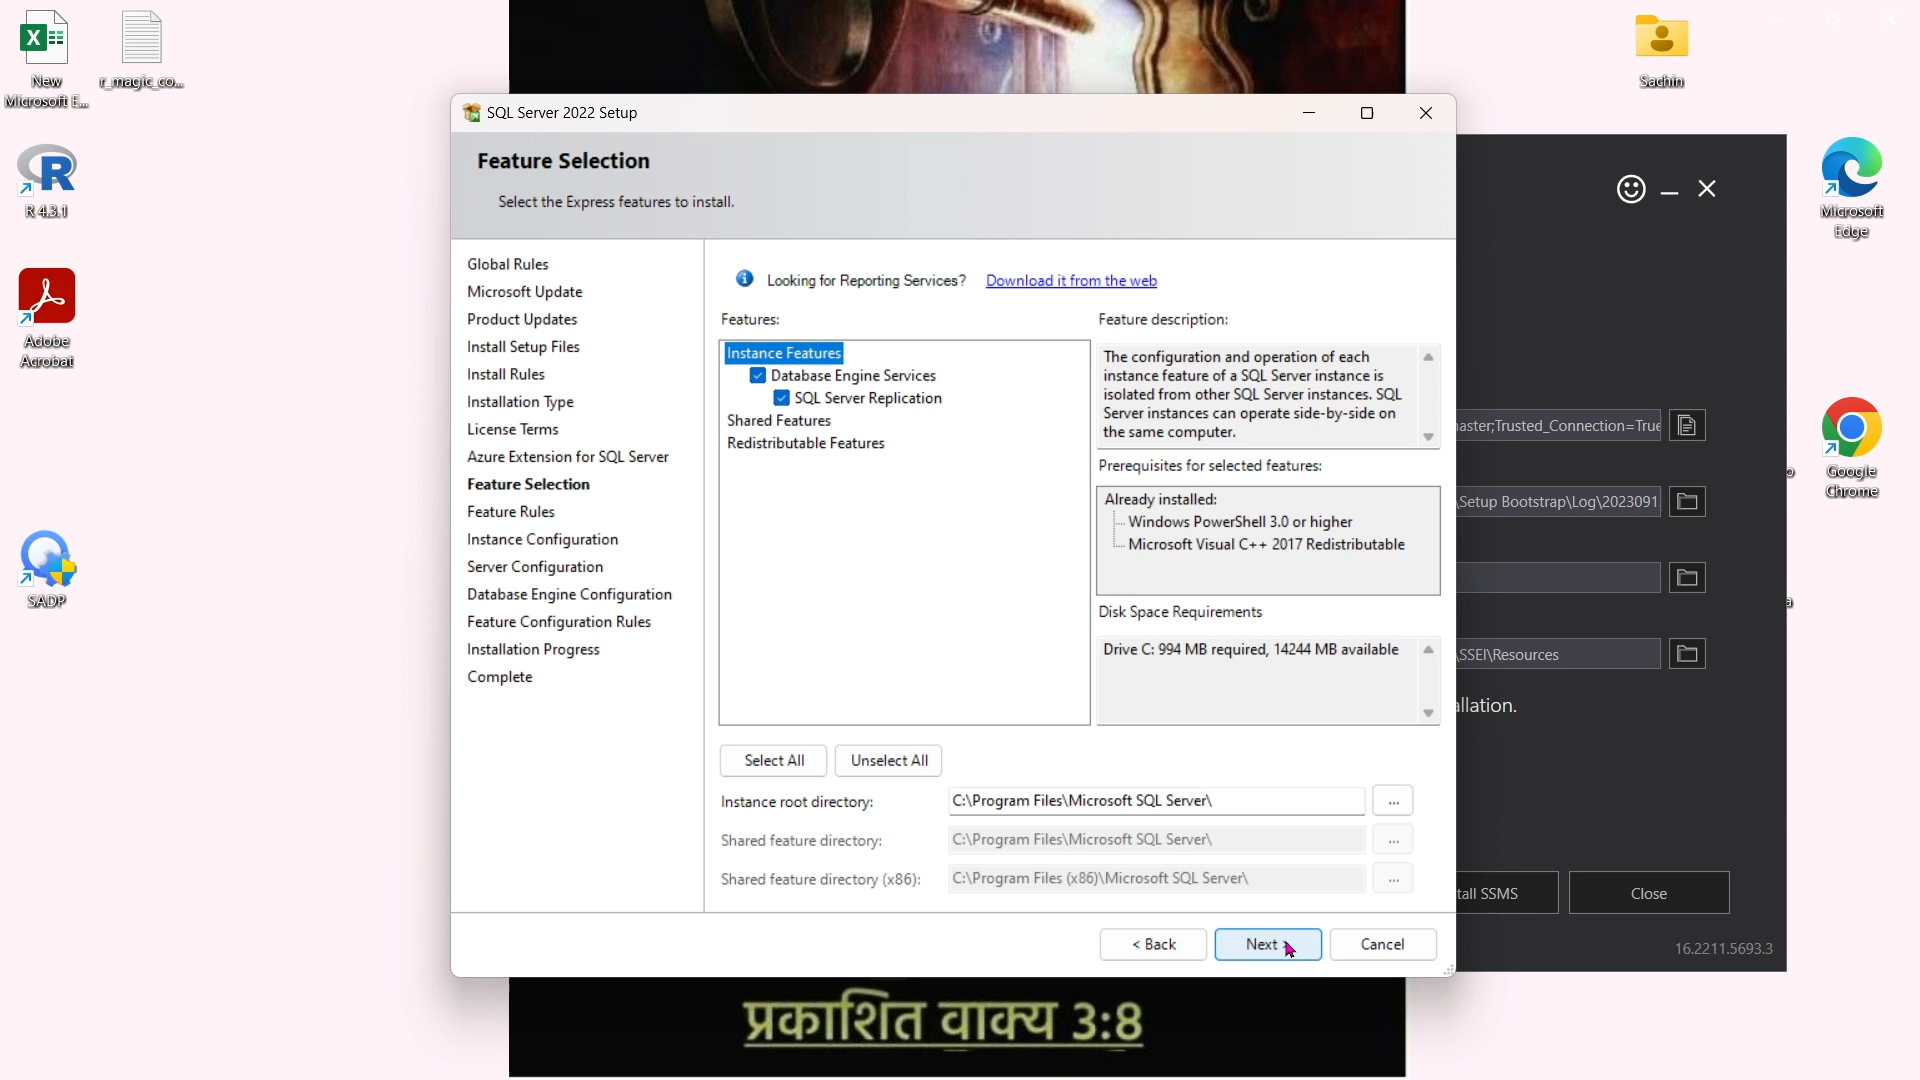 New
Microsoft E...
r_magic_co...
R 4.3.1
Adobe
Acrobat
SADP
SQL Server 2022 Setup
Feature Selection
Select the Express features to install.
Global Rules
Microsoft Update
Product Updates
Install Setup Files
Install Rules
Installation Type
License Terms
Azure Extension for SQL Server
Feature Selection
Feature Rules
Instance Configuration
Server Configuration
Database Engine Configuration
Feature Configuration Rules
Installation Progress
Complete
Looking for Reporting Services? Download it from the web
Features:
Instance Features
Database Engine Services
SQL Server Replication
Shared Features
Redistributable Features
Feature description:
The configuration and operation of each
instance feature of a SQL Server instance is
isolated from other SQL Server instances. SQL
Server instances can operate side-by-side on
the same computer.
Prerequisites for selected features:
Already installed:
Windows PowerShell 3.0 or higher
Microsoft Visual C++ 2017 Redistributable
Disk Space Requirements
Drive C: 994 MB required, 14244 MB available
Select All Unselect All
Instance root directory: C:\Program Files\Microsoft SQL Server\ ...
Shared feature directory: C:\Program Files\Microsoft SQL Server\ ...
Shared feature directory (x86): C:\Program Files (x86)\Microsoft SQL Server\ ...
< Back Next > Cancel
aster;Trusted_Connection=True
\Setup Bootstrap\Log\2023091
\SSEI\Resources
allation.
tall SSMS Close
16.2211.5693.3
Sachin
Microsoft
Edge
Google
Chrome
प्रकाशित वाक्य 3:8